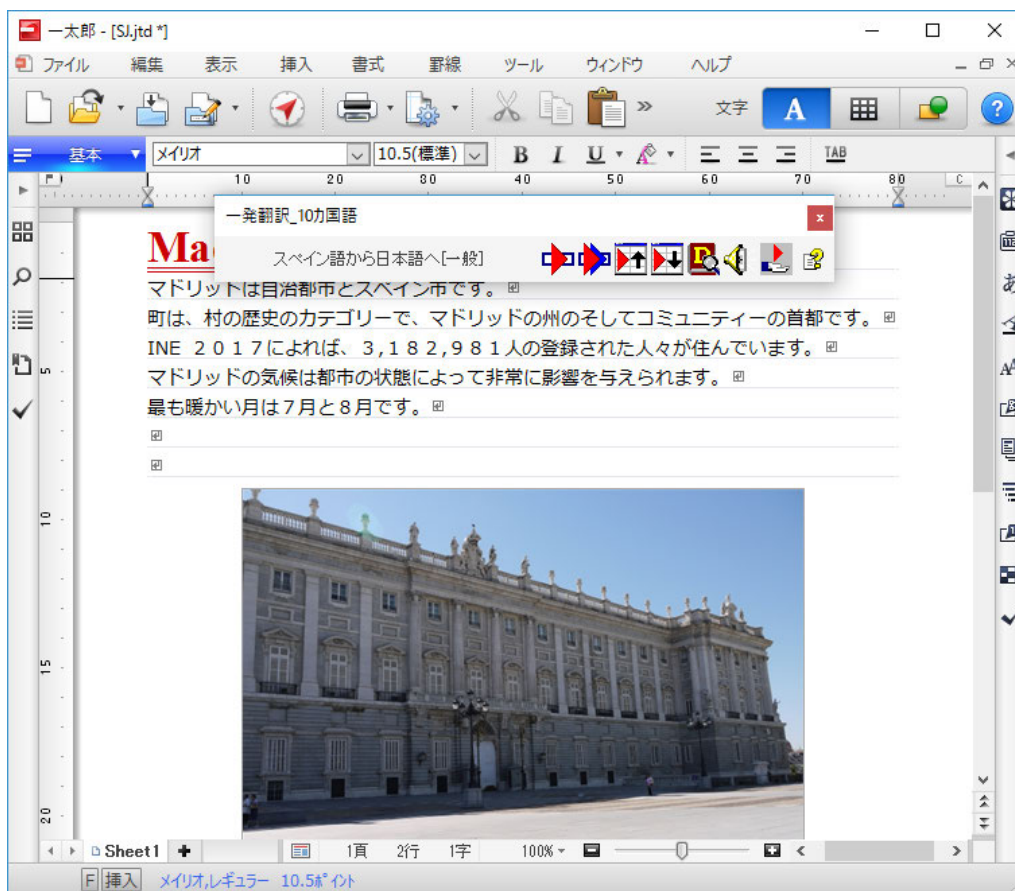 一太郎 - [SJ.jtd *]
ファイル 編集 表示 挿入 書式 罫線 ツール ウィンドウ ヘルプ
文字 A ?
基本 メイリオ 10.5(標準) B I U TAB
10 20 30 40 50 60 70 80 C
一発翻訳_10カ国語 x
スペイン語から日本語へ[一般]
Ma
マドリッドは自治都市とスペイン市です。
町は、村の歴史のカテゴリーで、マドリッドの州のそしてコミュニティーの首都です。
INE 2017によれば、3,182,981人の登録された人々が住んでいます。
マドリッドの気候は都市の状態によって非常に影響を与えられます。
最も暖かい月は7月と8月です。
5
10
15
20
Sheet1 1頁 2行 1字 100%
F 挿入 メイリオ,レギュラー 10.5ポイント